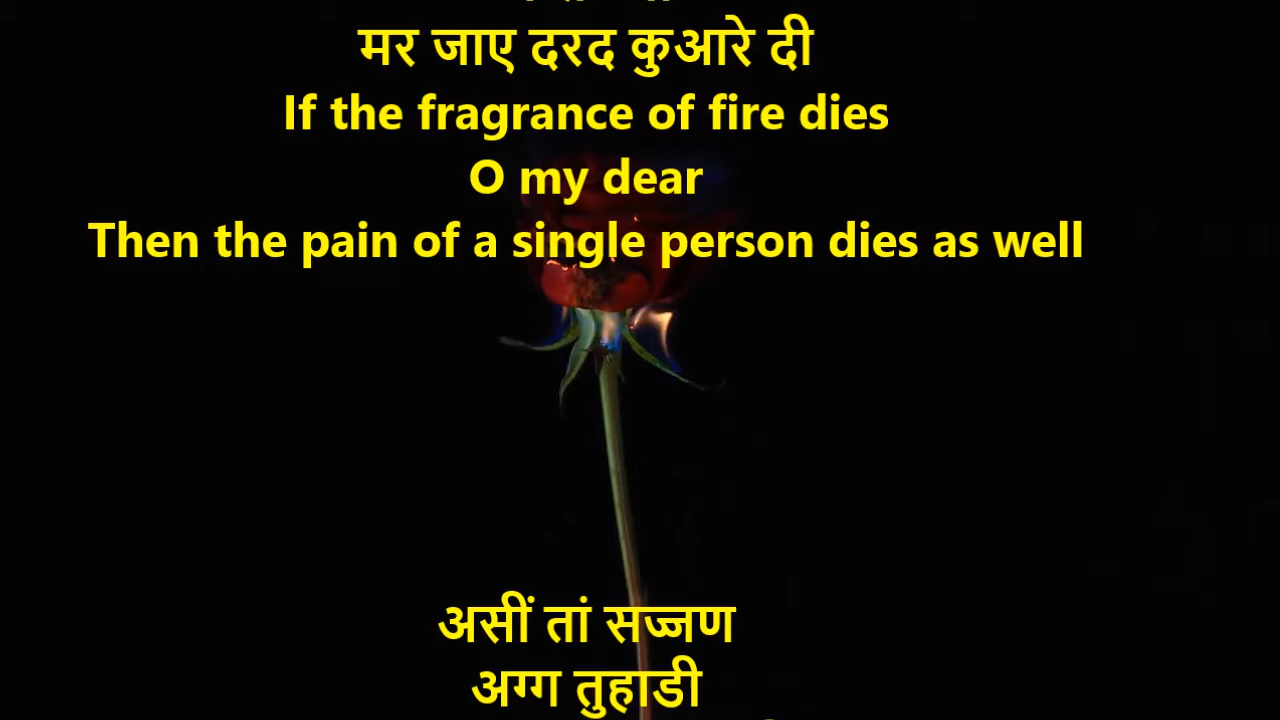 मर जाए दरद कुआरे दी
If the fragrance of fire dies
O my dear
Then the pain of a single person dies as well
असीं तां सज्जण
अग्ग तुहाडी